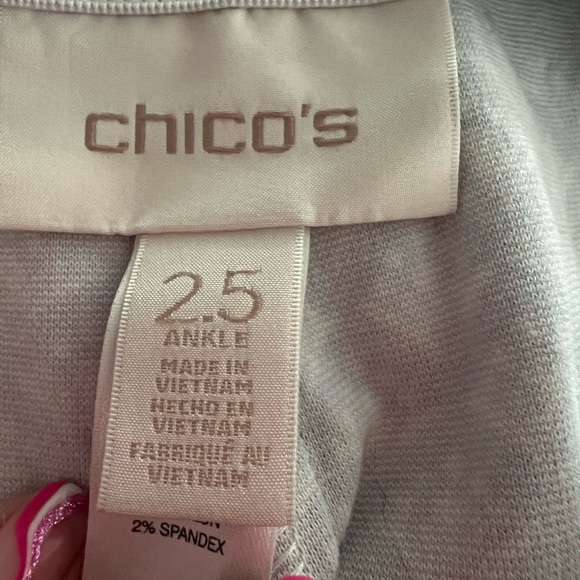 chico's
2.5
ANKLE
MADE IN
VIETNAM
HECHO EN
VIETNAM
FABRIQUÉ AU
VIETNAM
2% SPANDEX